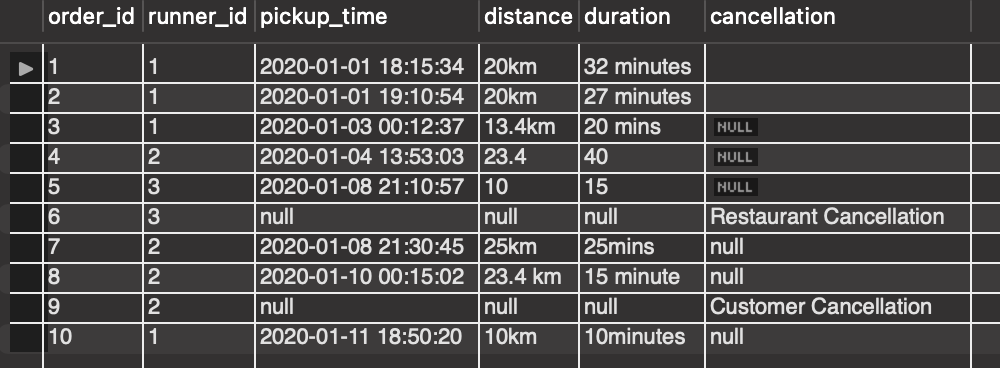 order_id runner_id pickup_time distance duration cancellation
1 1 2020-01-01 18:15:34 20km 32 minutes
2 1 2020-01-01 19:10:54 20km 27 minutes
3 1 2020-01-03 00:12:37 13.4km 20 mins NULL
4 2 2020-01-04 13:53:03 23.4 40 NULL
5 3 2020-01-08 21:10:57 10 15 NULL
6 3 null null null Restaurant Cancellation
7 2 2020-01-08 21:30:45 25km 25mins null
8 2 2020-01-10 00:15:02 23.4 km 15 minute null
9 2 null null null Customer Cancellation
10 1 2020-01-11 18:50:20 10km 10minutes null